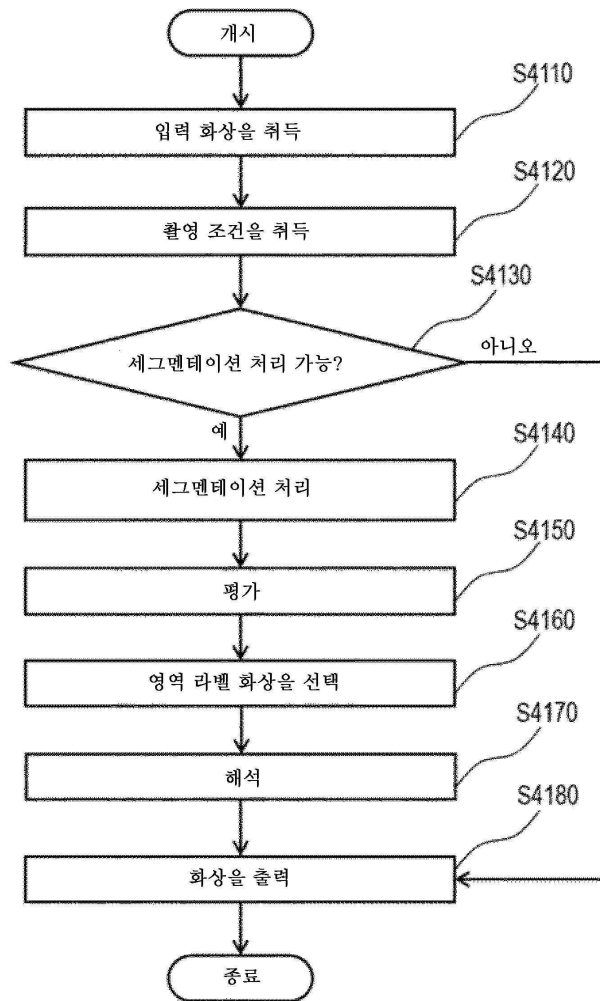 개시
S4110
입력 화상을 취득
S4120
촬영 조건을 취득
S4130
세그멘테이션 처리 가능?
아니오
예
S4140
세그멘테이션 처리
S4150
평가
S4160
영역 라벨 화상을 선택
S4170
해석
S4180
화상을 출력
종료